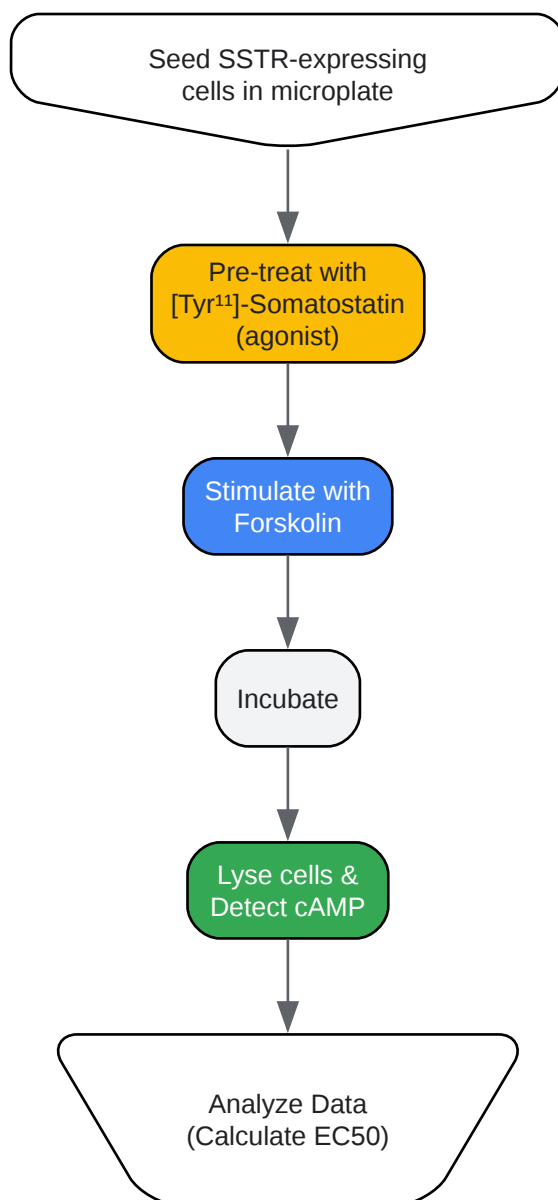 Seed SSTR-expressing
cells in microplate
Pre-treat with
[Tyr¹¹]-Somatostatin
(agonist)
Stimulate with
Forskolin
Incubate
Lyse cells &
Detect cAMP
Analyze Data
(Calculate EC50)